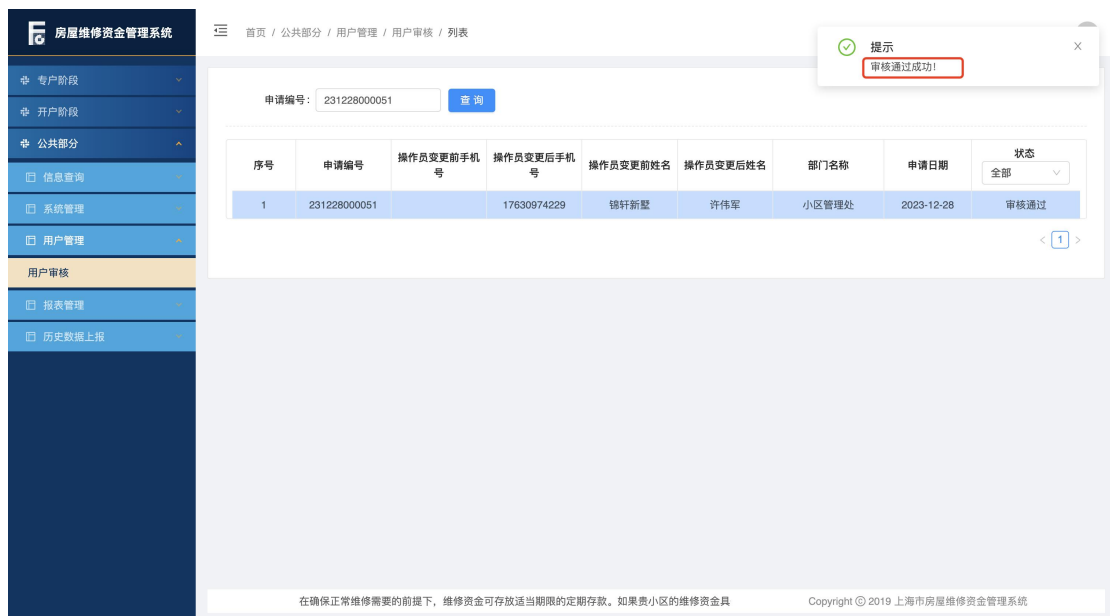 房屋维修资金管理系统
首页 / 公共部分 / 用户管理 / 用户审核 / 列表
提示
审核通过成功!
专户阶段
开户阶段
公共部分
信息查询
系统管理
用户管理
用户审核
报表管理
历史数据上报
申请编号: 231228000051 查 询
序号 申请编号 操作员变更前手机号 操作员变更后手机号 操作员变更前姓名 操作员变更后姓名 部门名称 申请日期 状态
全部
1 231228000051 17630974229 锦轩新墅 许伟军 小区管理处 2023-12-28 审核通过
< 1 >
在确保正常维修需要的前提下，维修资金可存放适当期限的定期存款。如果贵小区的维修资金具 Copyright © 2019 上海市房屋维修资金管理系统